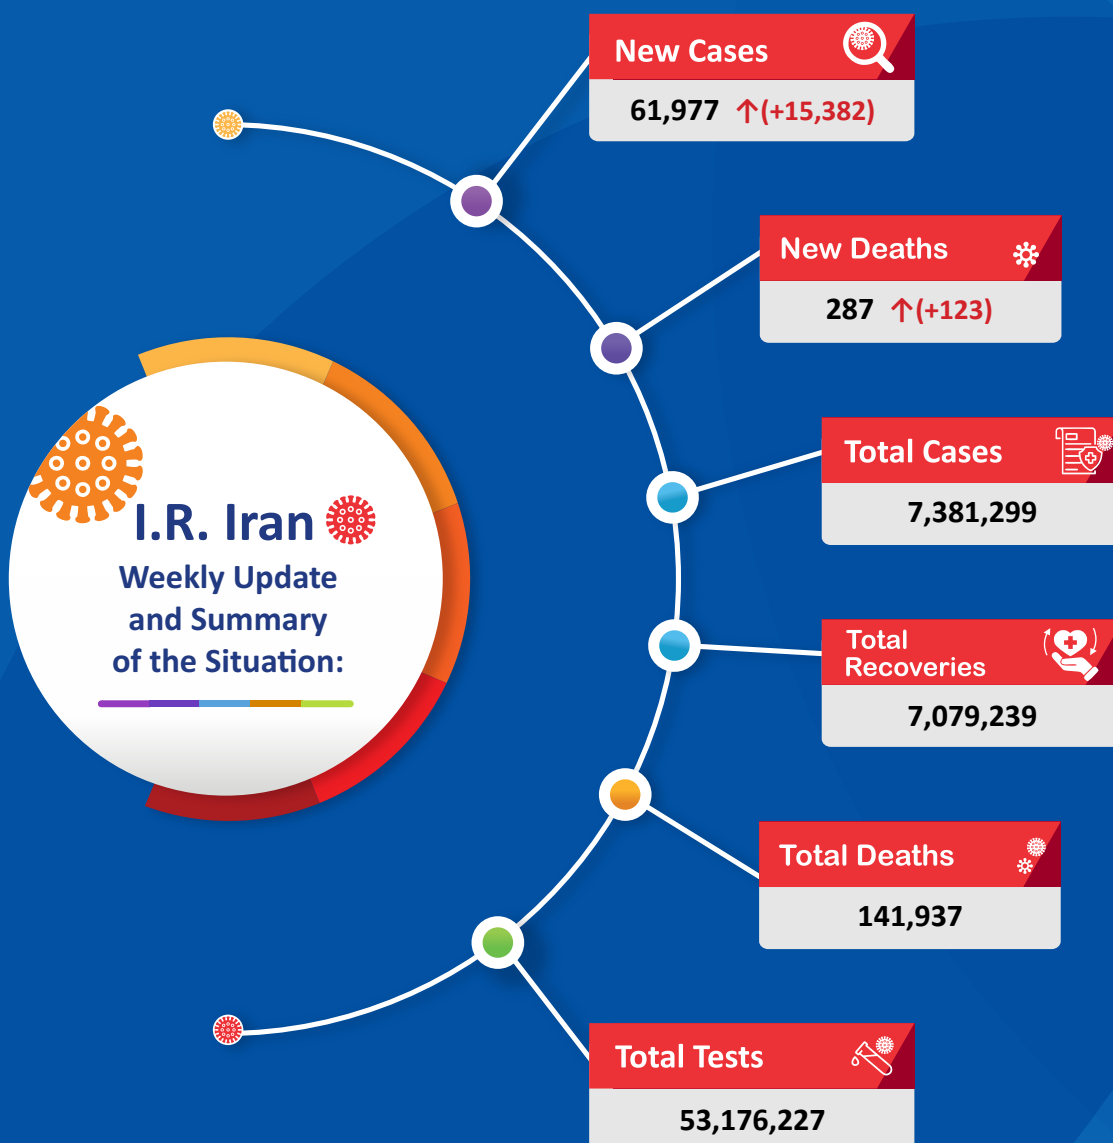 New Cases
61,977 ↑(+15,382)
New Deaths
287 ↑(+123)
Total Cases
7,381,299
I.R. Iran
Weekly Update
and Summary
of the Situation:
Total
Recoveries
7,079,239
Total Deaths
141,937
Total Tests
53,176,227